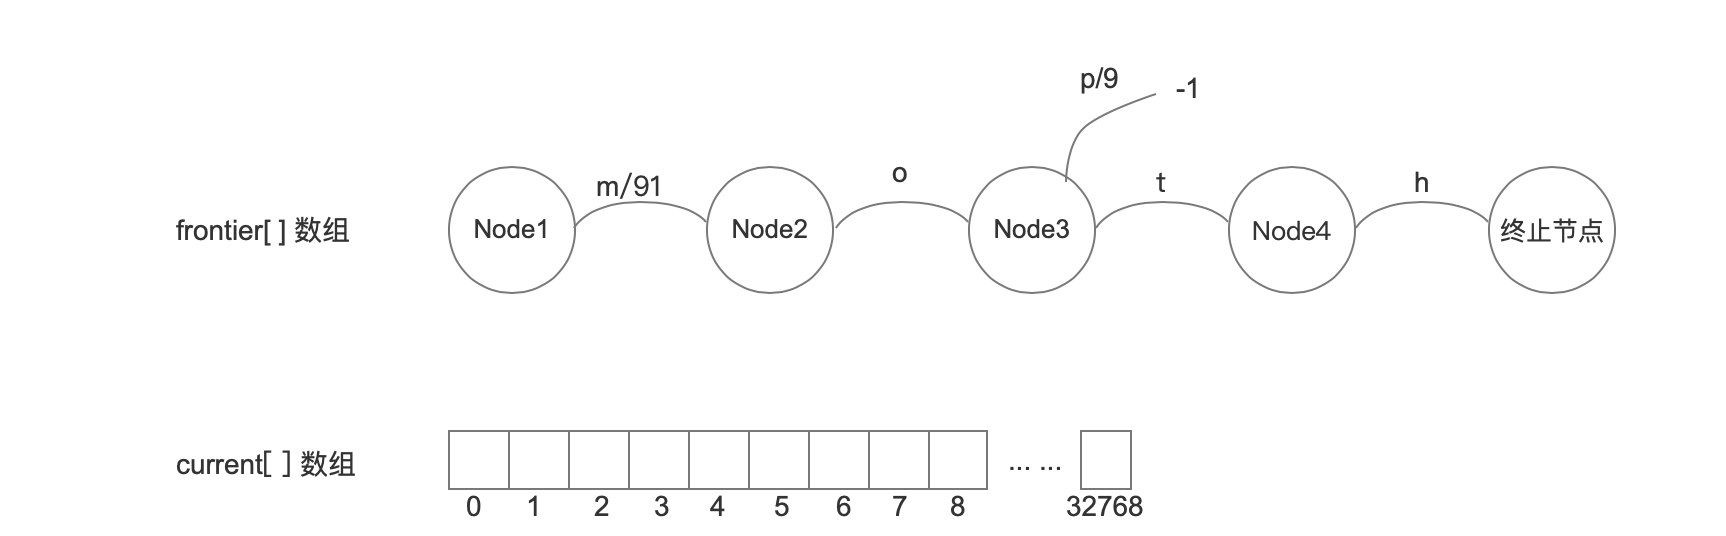 p/9
-1
m/91
o
t
h
frontier[ ] 数组
Node1
Node2
Node3
Node4
终止节点
current[ ] 数组
... ...
0 1 2 3 4 5 6 7 8 32768